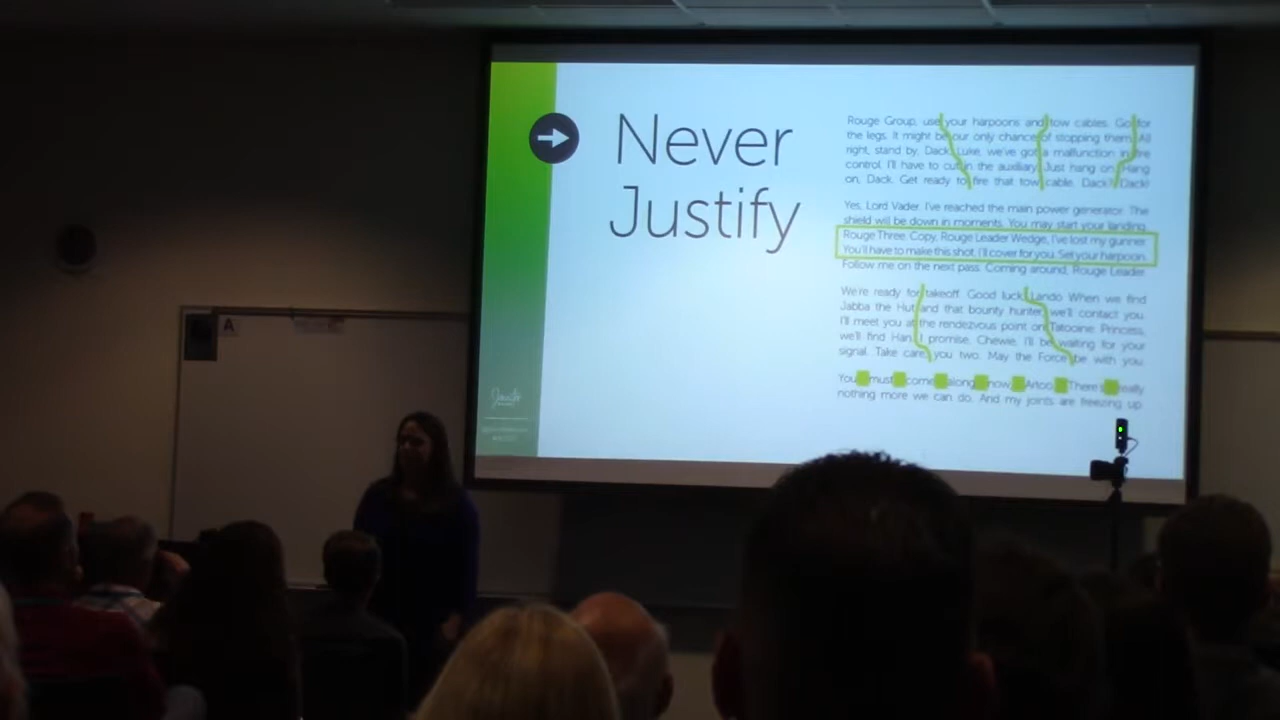 Never
Justify
Rouge Group, use your harpoons and tow cables. Go for
the legs. It might be our only chance of stopping them. All
right, stand by. Dack. Luke, we've got a malfunction in fire
control. I'll have to cut in the auxiliary. Just hang on. Hang
on, Dack. Get ready to fire that tow cable. Dack? Dack!
Yes, Lord Vader. I've reached the main power generator. The
shield will be down in moments. You may start your landing.
Rouge Three. Copy, Rouge Leader Wedge, I've lost my gunner.
You'll have to make this shot. I'll cover for you. Set your harpoon.
Follow me on the next pass. Coming around, Rouge Leader
We're ready for takeoff. Good luck, Lando When we find
Jabba the Hut and that bounty hunter, we'll contact you.
I'll meet you at the rendezvous point on Tatooine. Princess,
we'll find Han. I promise. Chewie, I'll be waiting for your
signal. Take care, you two. May the Force be with you.
You must come along now, Artoo. There's really
nothing more we can do. And my joints are freezing up.
A